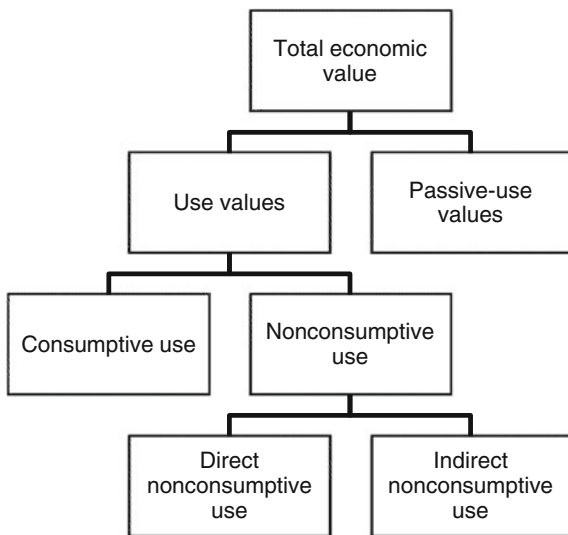 Total economic
value
Use values
Passive-use
values
Consumptive use
Nonconsumptive
use
Direct
nonconsumptive
use
Indirect
nonconsumptive
use